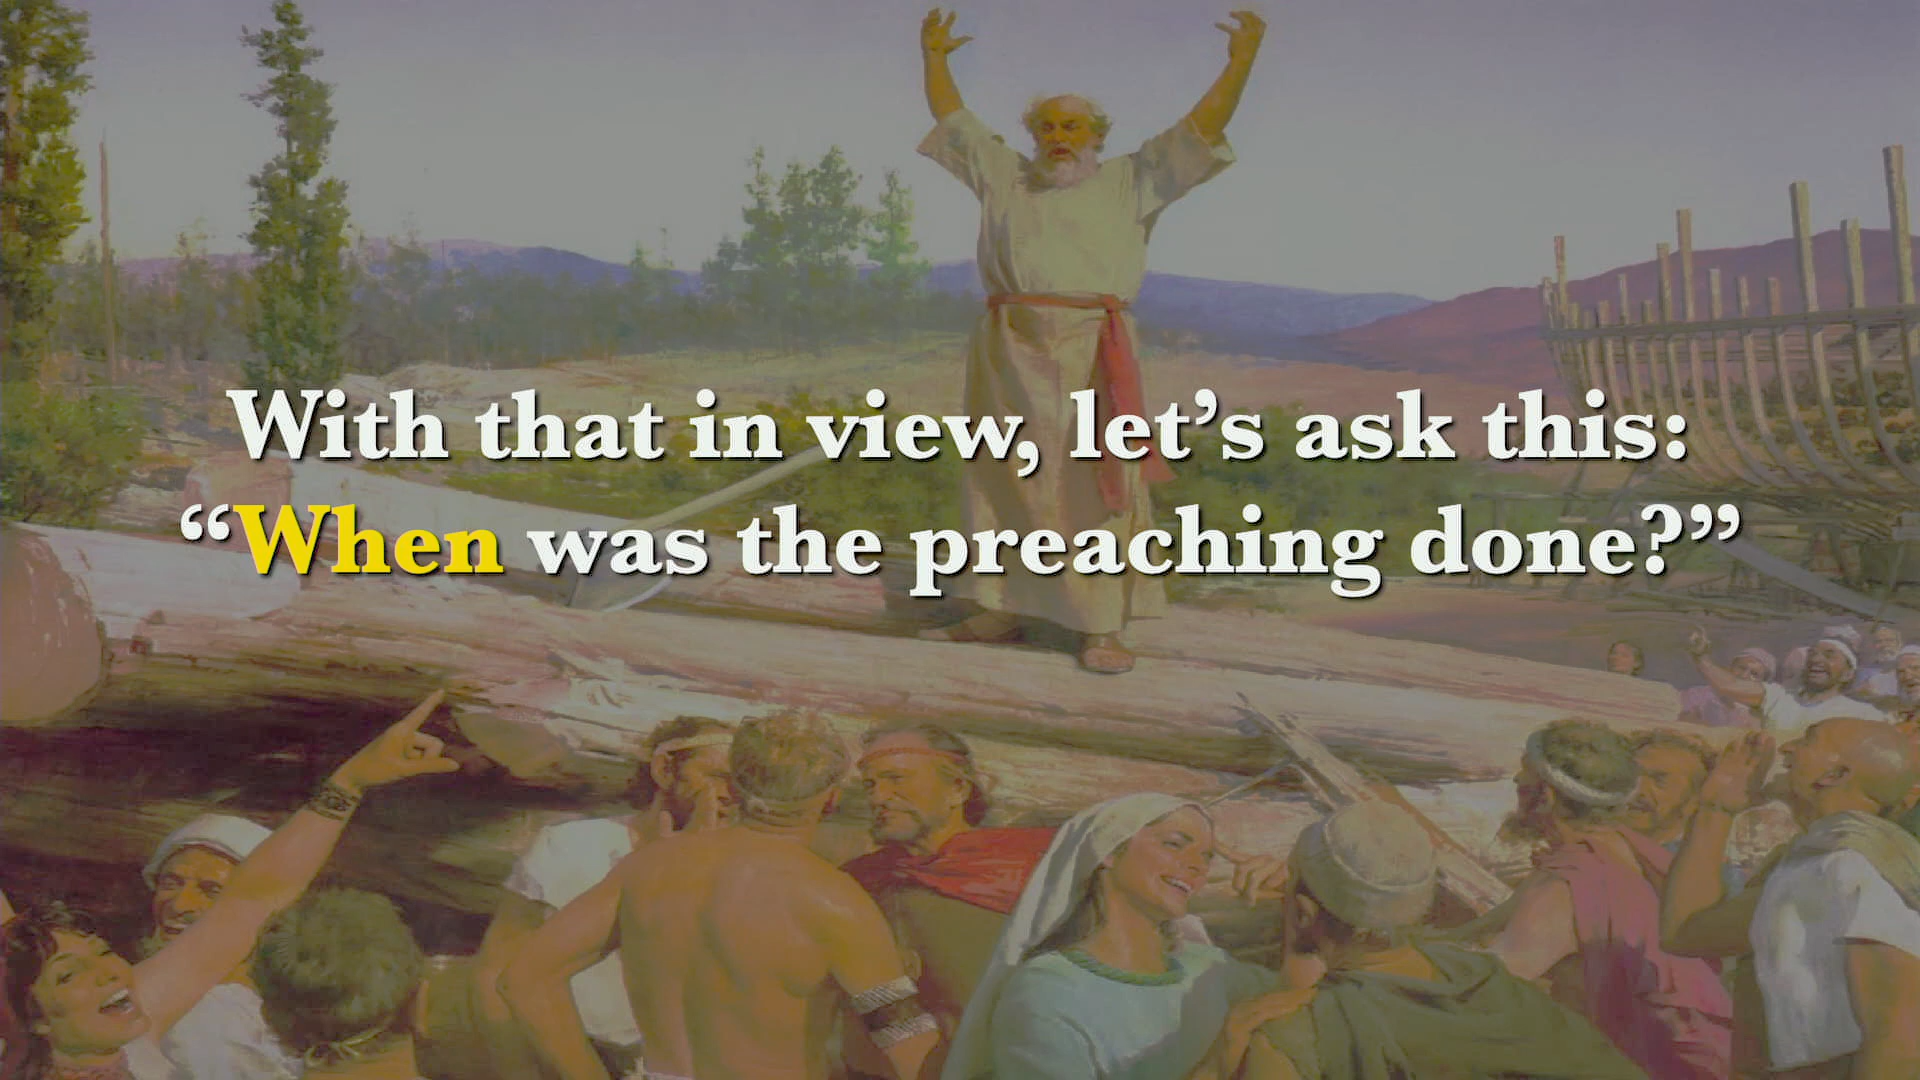 With that in view, let’s ask this:
“When was the preaching done?”